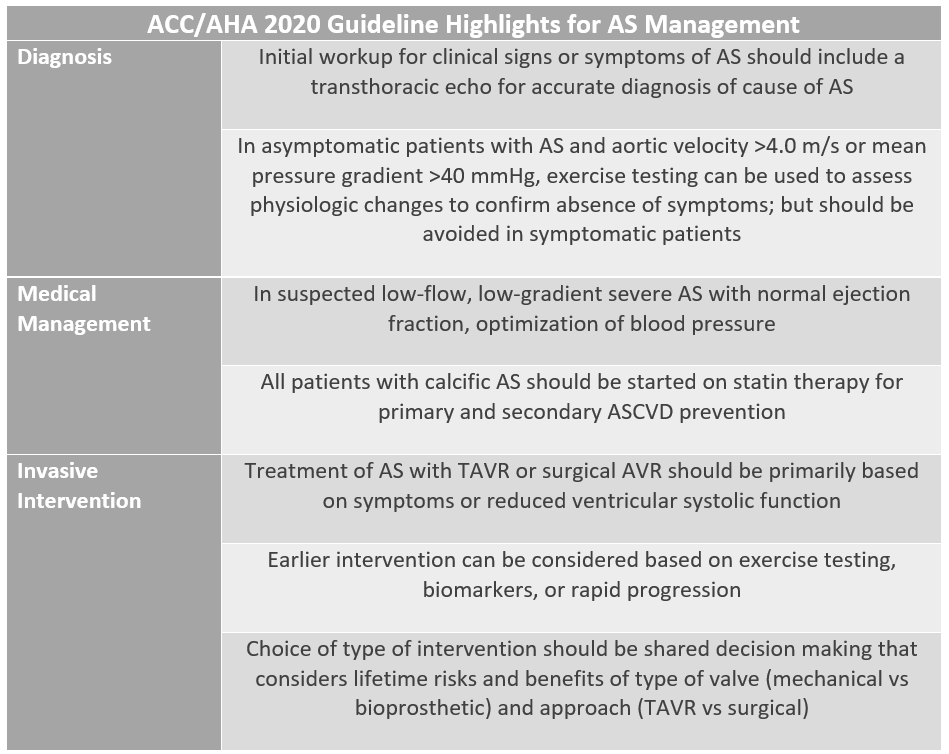 ACC/AHA 2020 Guideline Highlights for AS Management
Diagnosis
Initial workup for clinical signs or symptoms of AS should include a
transthoracic echo for accurate diagnosis of cause of AS
In asymptomatic patients with AS and aortic velocity >4.0 m/s or mean
pressure gradient >40 mmHg, exercise testing can be used to assess
physiologic changes to confirm absence of symptoms; but should be
avoided in symptomatic patients
Medical
Management
In suspected low-flow, low-gradient severe AS with normal ejection
fraction, optimization of blood pressure
All patients with calcific AS should be started on statin therapy for
primary and secondary ASCVD prevention
Invasive
Intervention
Treatment of AS with TAVR or surgical AVR should be primarily based
on symptoms or reduced ventricular systolic function
Earlier intervention can be considered based on exercise testing,
biomarkers, or rapid progression
Choice of type of intervention should be shared decision making that
considers lifetime risks and benefits of type of valve (mechanical vs
bioprosthetic) and approach (TAVR vs surgical)